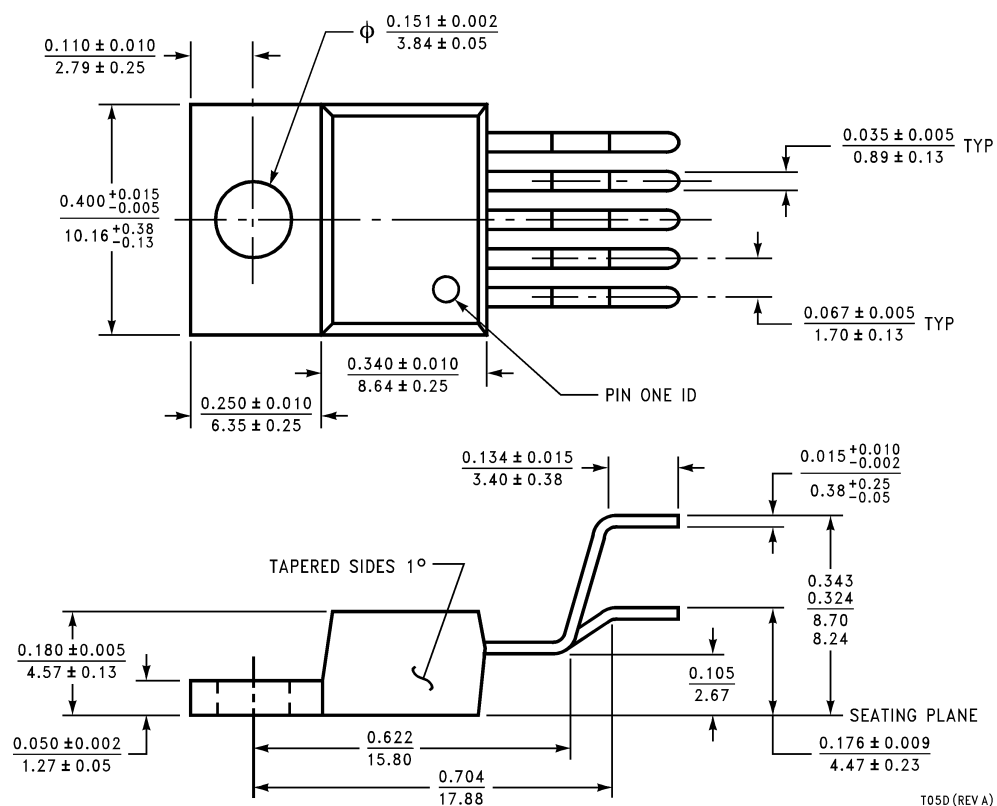 ϕ 0.151 ± 0.002
3.84 ± 0.05
0.110 ± 0.010
2.79 ± 0.25
0.035 ± 0.005
0.89 ± 0.13
TYP
0.400 +0.015 -0.005
10.16 +0.38 -0.13
0.067 ± 0.005
1.70 ± 0.13
TYP
0.340 ± 0.010
8.64 ± 0.25
PIN ONE ID
0.250 ± 0.010
6.35 ± 0.25
0.134 ± 0.015
3.40 ± 0.38
0.015 +0.010 -0.002
0.38 +0.25 -0.05
TAPERED SIDES 1°
0.343
0.324
8.70
8.24
0.180 ± 0.005
4.57 ± 0.13
0.105
2.67
SEATING PLANE
0.050 ± 0.002
1.27 ± 0.05
0.622
15.80
0.176 ± 0.009
4.47 ± 0.23
0.704
17.88
T05D (REV A)